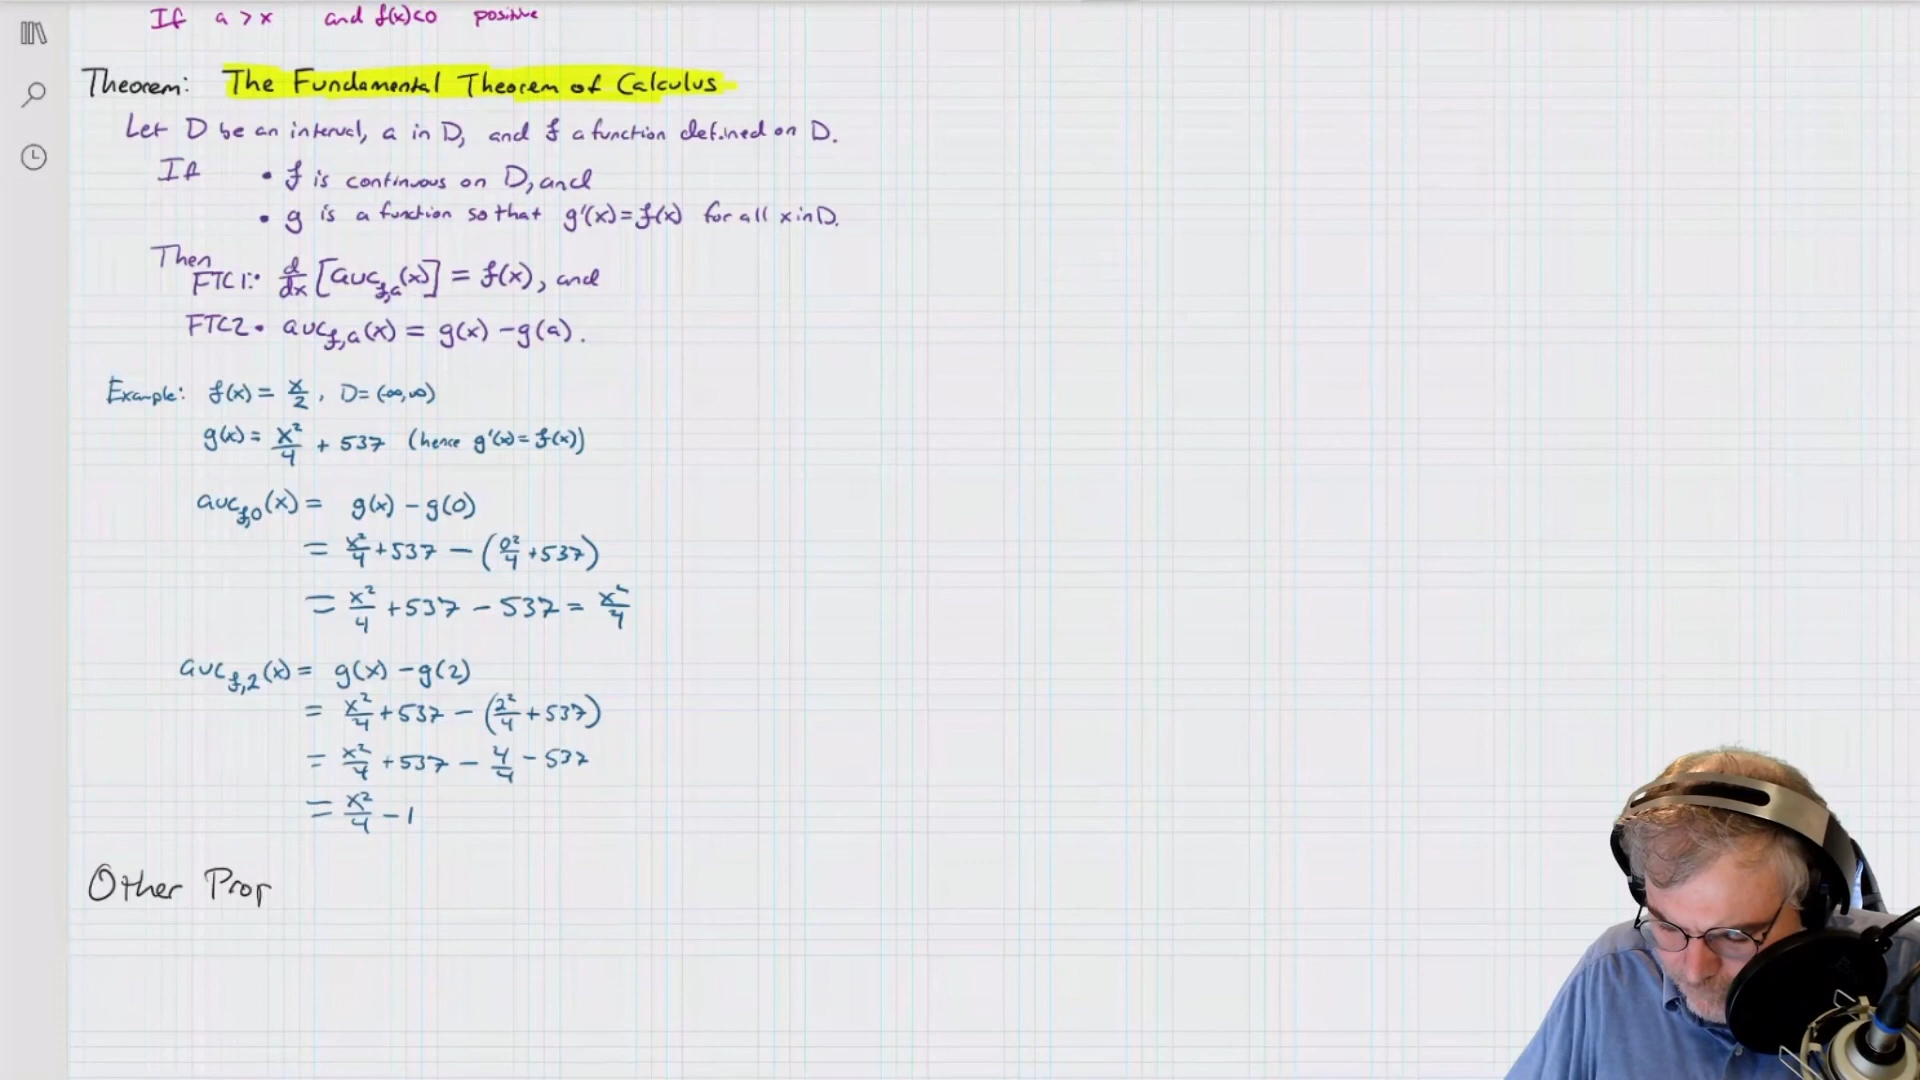 If a > x and f(x)<0 positive
Theorem: The Fundamental Theorem of Calculus
Let D be an interval, a in D, and f a function defined on D.
If • f is continuous on D, and
• g is a function so that g'(x) = f(x) for all x in D.
Then
FTC1: • d/dx [auc_f,a(x)] = f(x), and
FTC2 • auc_f,a(x) = g(x) - g(a).
Example: f(x) = x/2, D = (-∞,∞)
g(x) = x²/4 + 537 (hence g'(x) = f(x))
auc_f,0(x) = g(x) - g(0)
= x²/4 + 537 - (0²/4 + 537)
= x²/4 + 537 - 537 = x²/4
auc_f,2(x) = g(x) - g(2)
= x²/4 + 537 - (2²/4 + 537)
= x²/4 + 537 - 4/4 - 537
= x²/4 - 1
Other Prop